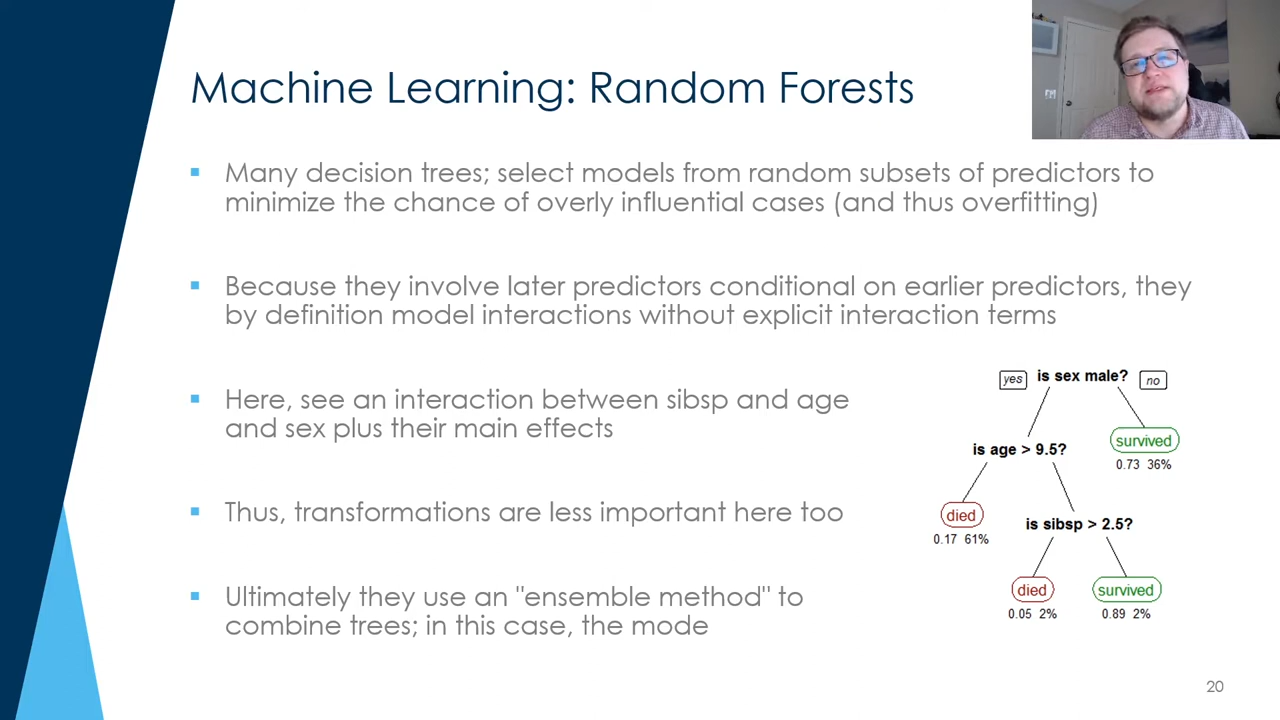 Machine Learning: Random Forests
▪ Many decision trees; select models from random subsets of predictors to
minimize the chance of overly influential cases (and thus overfitting)
▪ Because they involve later predictors conditional on earlier predictors, they
by definition model interactions without explicit interaction terms
▪ Here, see an interaction between sibsp and age
and sex plus their main effects
▪ Thus, transformations are less important here too
▪ Ultimately they use an "ensemble method" to
combine trees; in this case, the mode
yes is sex male? no
survived
0.73 36%
is age > 9.5?
died
0.17 61%
is sibsp > 2.5?
died survived
0.05 2% 0.89 2%
20